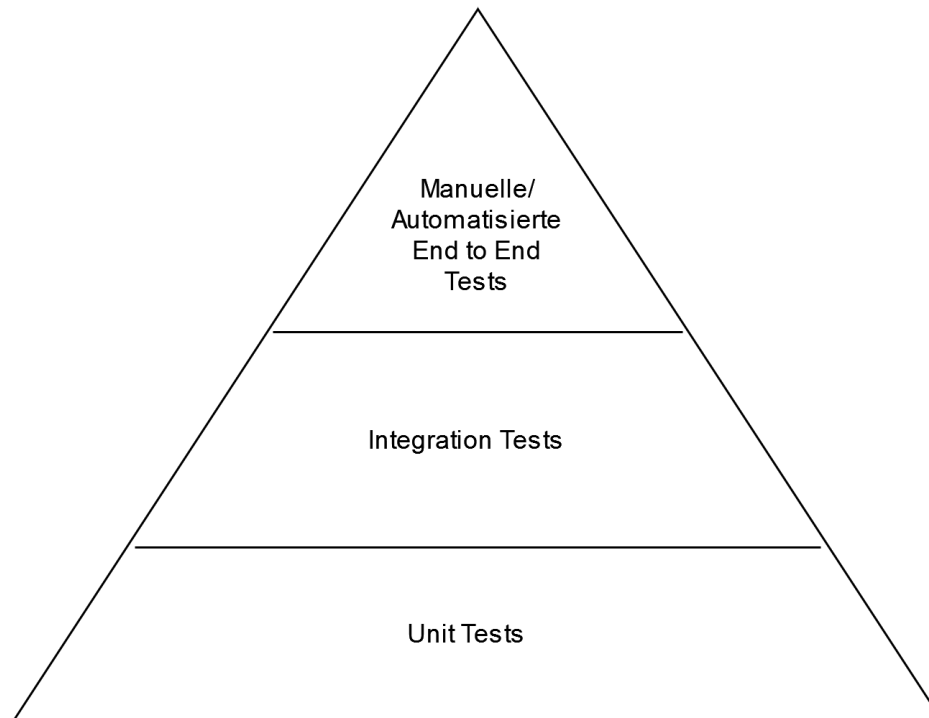 Manuelle/
Automatisierte
End to End
Tests
Integration Tests
Unit Tests